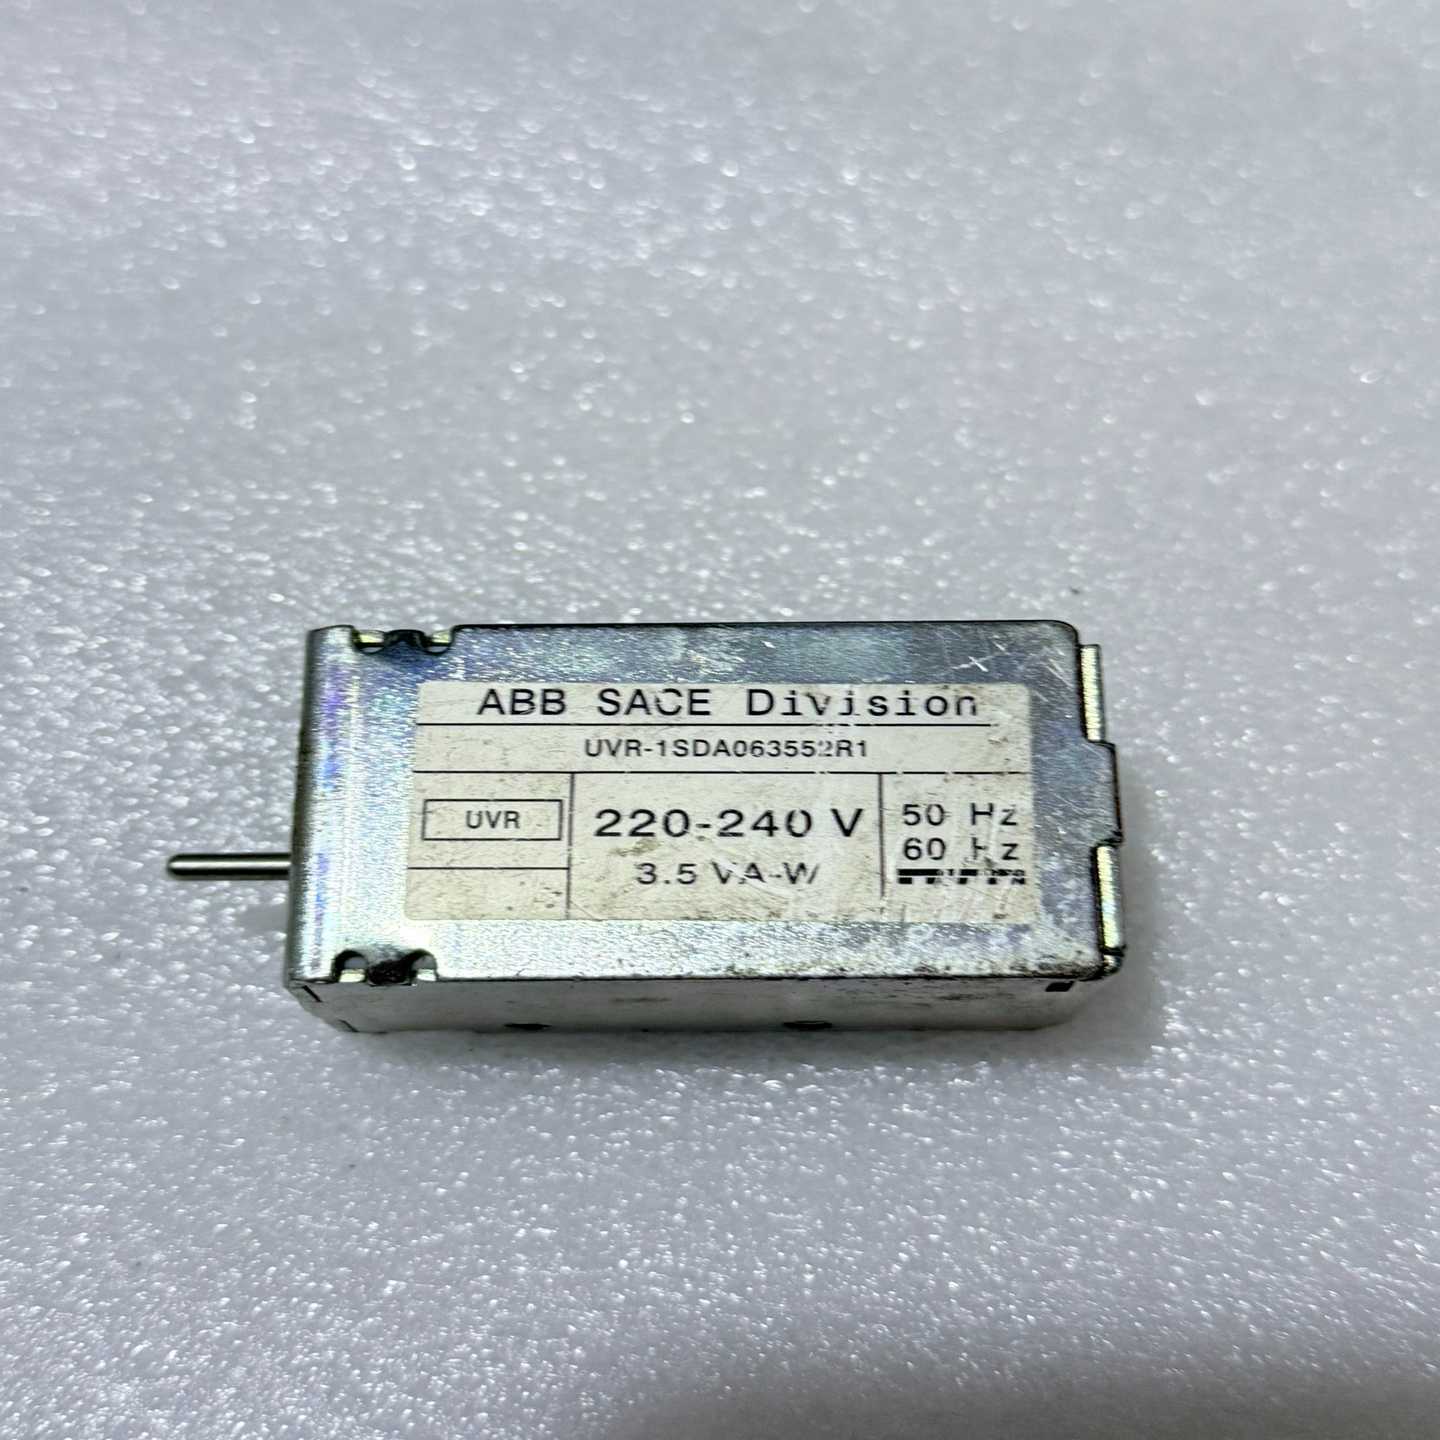 ABB SACE Division
UVR-1SDA063552R1
UVR
220-240 V
3.5 VA-W
50 Hz
60 Hz